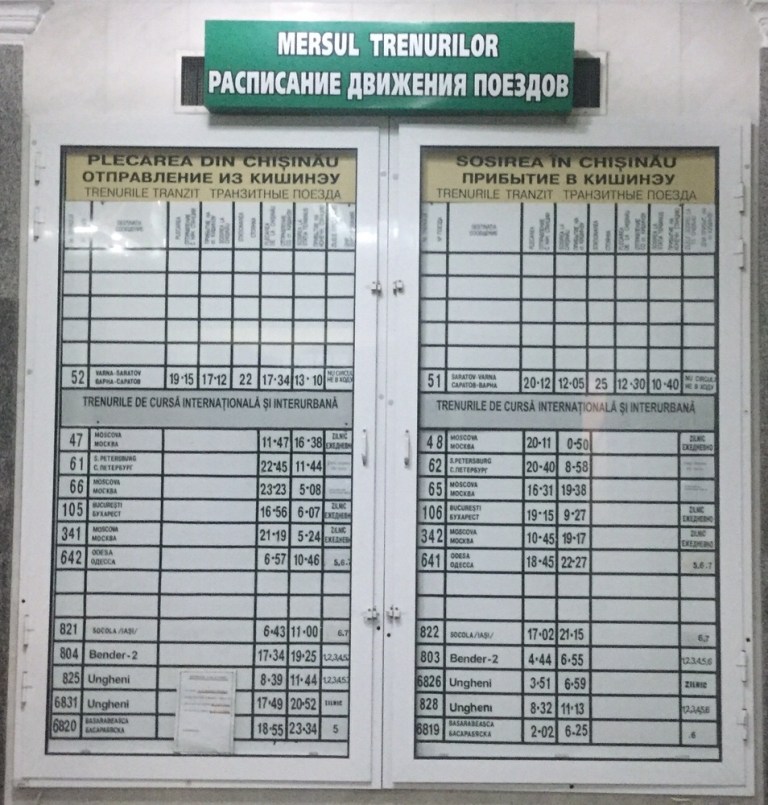 MERSUL TRENURILOR
РАСПИСАНИЕ ДВИЖЕНИЯ ПОЕЗДОВ
PLECAREA DIN CHIȘINĂU
ОТПРАВЛЕНИЕ ИЗ КИШИНЭУ
TRENURILE TRANZIT ТРАНЗИТНЫЕ ПОЕЗДА
52 VARNA-SARATOV 19·15 17·12 22 17·34 13·10 NU CIRCULĂ
ВАРНА-САРАТОВ НЕ В ХОДУ
TRENURILE DE CURSĂ INTERNAȚIONALĂ ȘI INTERURBANĂ
47 MOSCOVA 11·47 16·38 ZILNIC
МОСКВА ЕЖЕДНЕВНО
61 S.PETERSBURG 22·45 11·44
С.ПЕТЕРБУРГ
66 MOSCOVA 23·23 5·08
МОСКВА
105 BUCUREȘTI 16·56 6·07 ZILNIC
БУХАРЕСТ ЕЖЕДНЕВНО
341 MOSCOVA 21·19 5·24 ZILNIC
МОСКВА ЕЖЕДНЕВНО
642 ODESA 6·57 10·46 5,6,7
ОДЕССА
821 SOCOLA /IAȘI/ 6·43 11·00 6,7
804 Bender-2 17·34 19·25
825 Ungheni 8·39 11·44
6831 Ungheni 17·49 20·52 ZILNIC
6820 BASARABEASCA 18·55 23·34 5
БАСАРАБЯСКА
SOSIREA ÎN CHIȘINĂU
ПРИБЫТИЕ В КИШИНЭУ
TRENURILE TRANZIT ТРАНЗИТНЫЕ ПОЕЗДА
51 SARATOV-VARNA 20·12 12·05 25 12·30 10·40 NU CIRCULĂ
САРАТОВ-ВАРНА НЕ В ХОДУ
TRENURILE DE CURSĂ INTERNAȚIONALĂ ȘI INTERURBANĂ
48 MOSCOVA 20·11 0·50 ZILNIC
МОСКВА ЕЖЕДНЕВНО
62 S.PETERSBURG 20·40 8·58
С.ПЕТЕРБУРГ
65 MOSCOVA 16·31 19·38
МОСКВА
106 BUCUREȘTI 19·15 9·27 ZILNIC
БУХАРЕСТ ЕЖЕДНЕВНО
342 MOSCOVA 10·45 19·17 ZILNIC
МОСКВА ЕЖЕДНЕВНО
641 ODESA 18·45 22·27 5,6,7
ОДЕССА
822 SOCOLA /IAȘI/ 17·02 21·15 6,7
803 Bender-2 4·44 6·55 1,2,3,4,5,6
6826 Ungheni 3·51 6·59 ZILNIC
828 Ungheni 8·32 11·13
6819 BASARABEASCA 2·02 6·25 6
БАСАРАБЯСКА